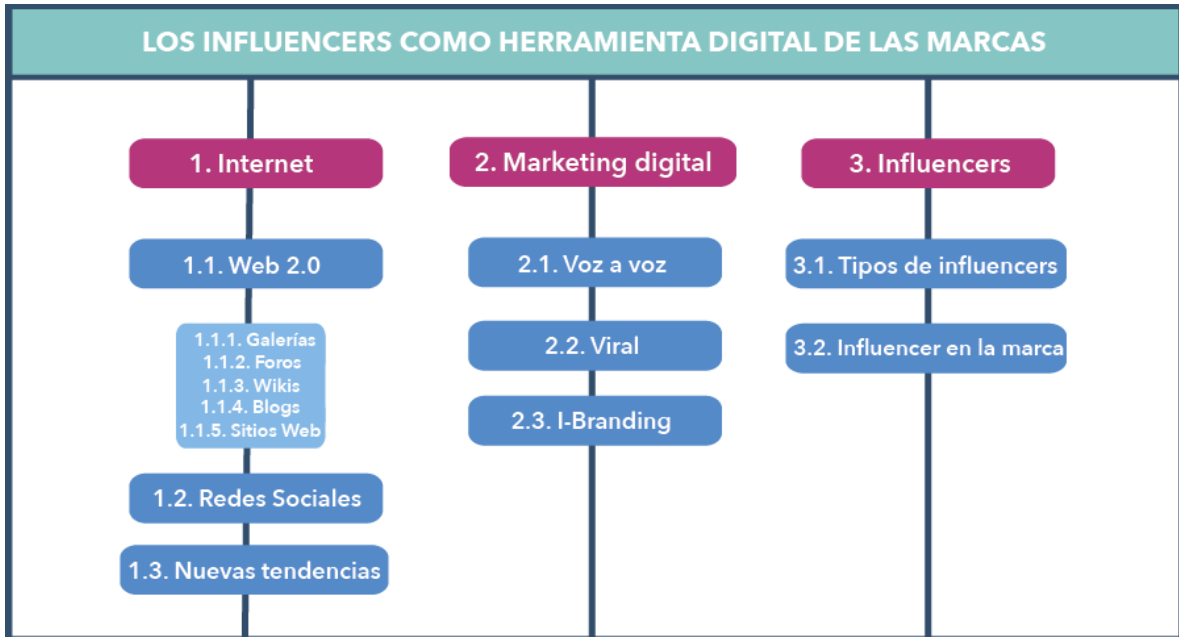 LOS INFLUENCERS COMO HERRAMIENTA DIGITAL DE LAS MARCAS
1. Internet
1.1. Web 2.0
1.1.1. Galerías
1.1.2. Foros
1.1.3. Wikis
1.1.4. Blogs
1.1.5. Sitios Web
1.2. Redes Sociales
1.3. Nuevas tendencias
2. Marketing digital
2.1. Voz a voz
2.2. Viral
2.3. I-Branding
3. Influencers
3.1. Tipos de influencers
3.2. Influencer en la marca